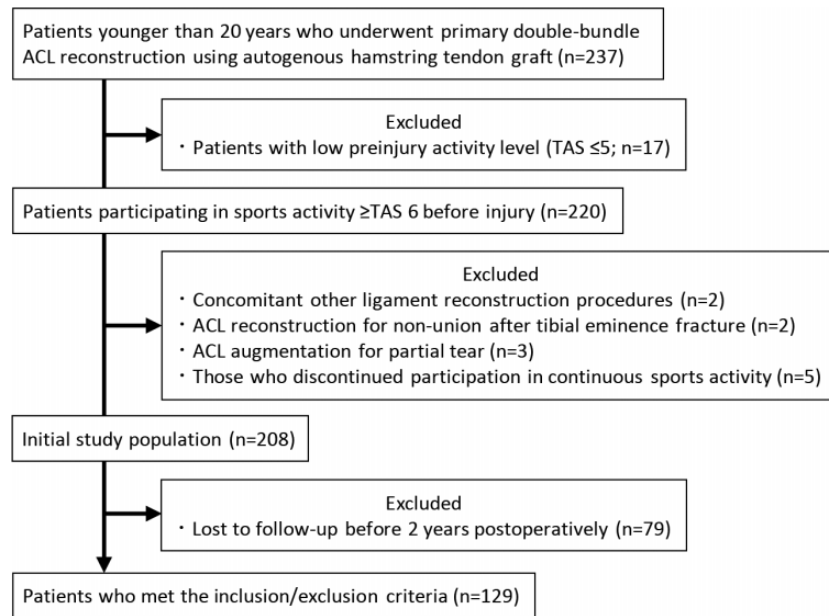 Patients younger than 20 years who underwent primary double-bundle
ACL reconstruction using autogenous hamstring tendon graft (n=237)
Excluded
・Patients with low preinjury activity level (TAS ≤5; n=17)
Patients participating in sports activity ≥TAS 6 before injury (n=220)
Excluded
・Concomitant other ligament reconstruction procedures (n=2)
・ACL reconstruction for non-union after tibial eminence fracture (n=2)
・ACL augmentation for partial tear (n=3)
・Those who discontinued participation in continuous sports activity (n=5)
Initial study population (n=208)
Excluded
・Lost to follow-up before 2 years postoperatively (n=79)
Patients who met the inclusion/exclusion criteria (n=129)